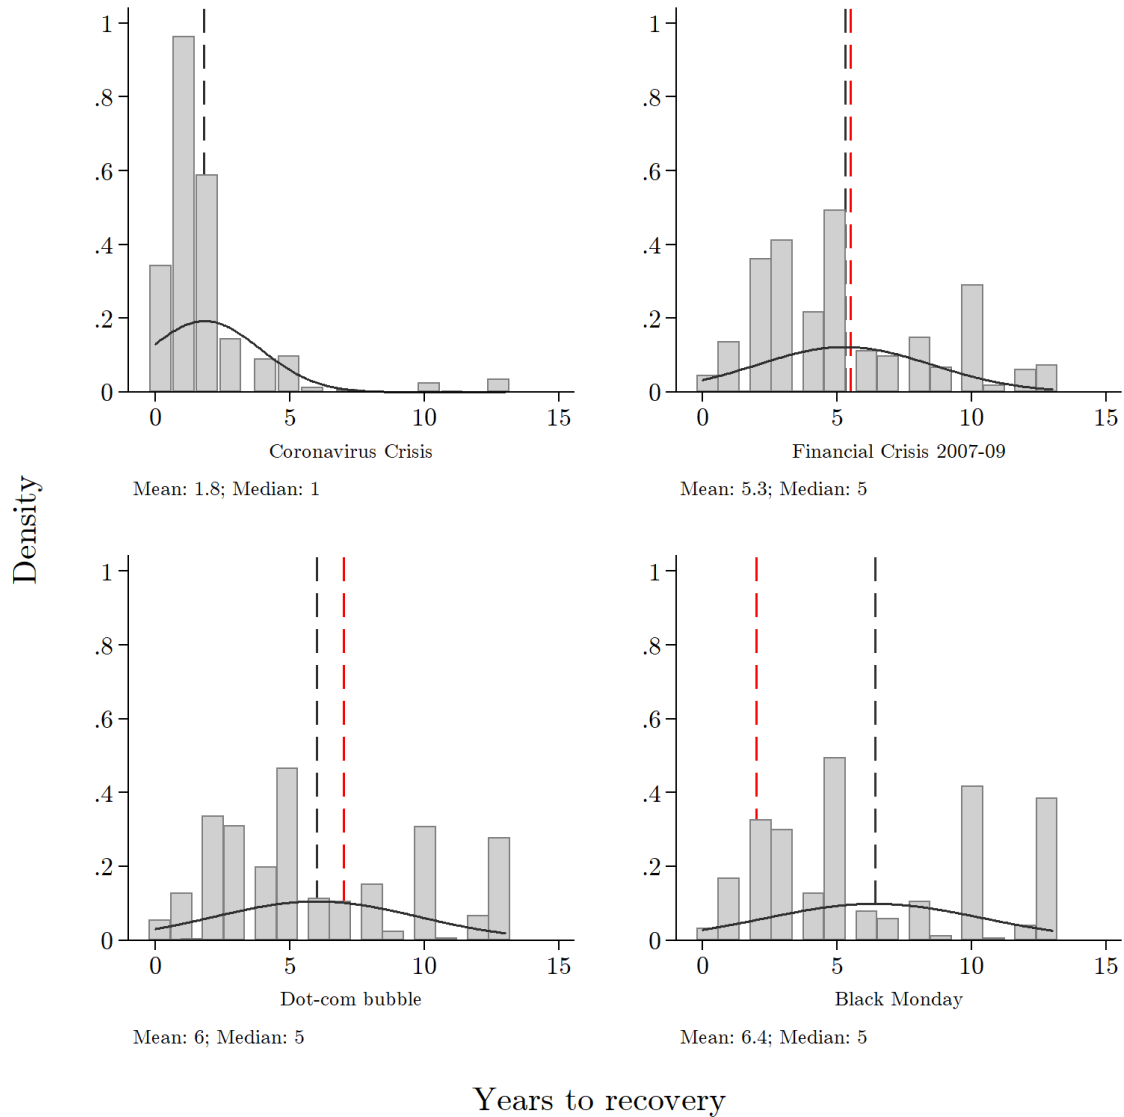 Density
1
.8
.6
.4
.2
0
0 5 10 15
Coronavirus Crisis
Mean: 1.8; Median: 1
1
.8
.6
.4
.2
0
0 5 10 15
Financial Crisis 2007-09
Mean: 5.3; Median: 5
1
.8
.6
.4
.2
0
0 5 10 15
Dot-com bubble
Mean: 6; Median: 5
1
.8
.6
.4
.2
0
0 5 10 15
Black Monday
Mean: 6.4; Median: 5
Years to recovery